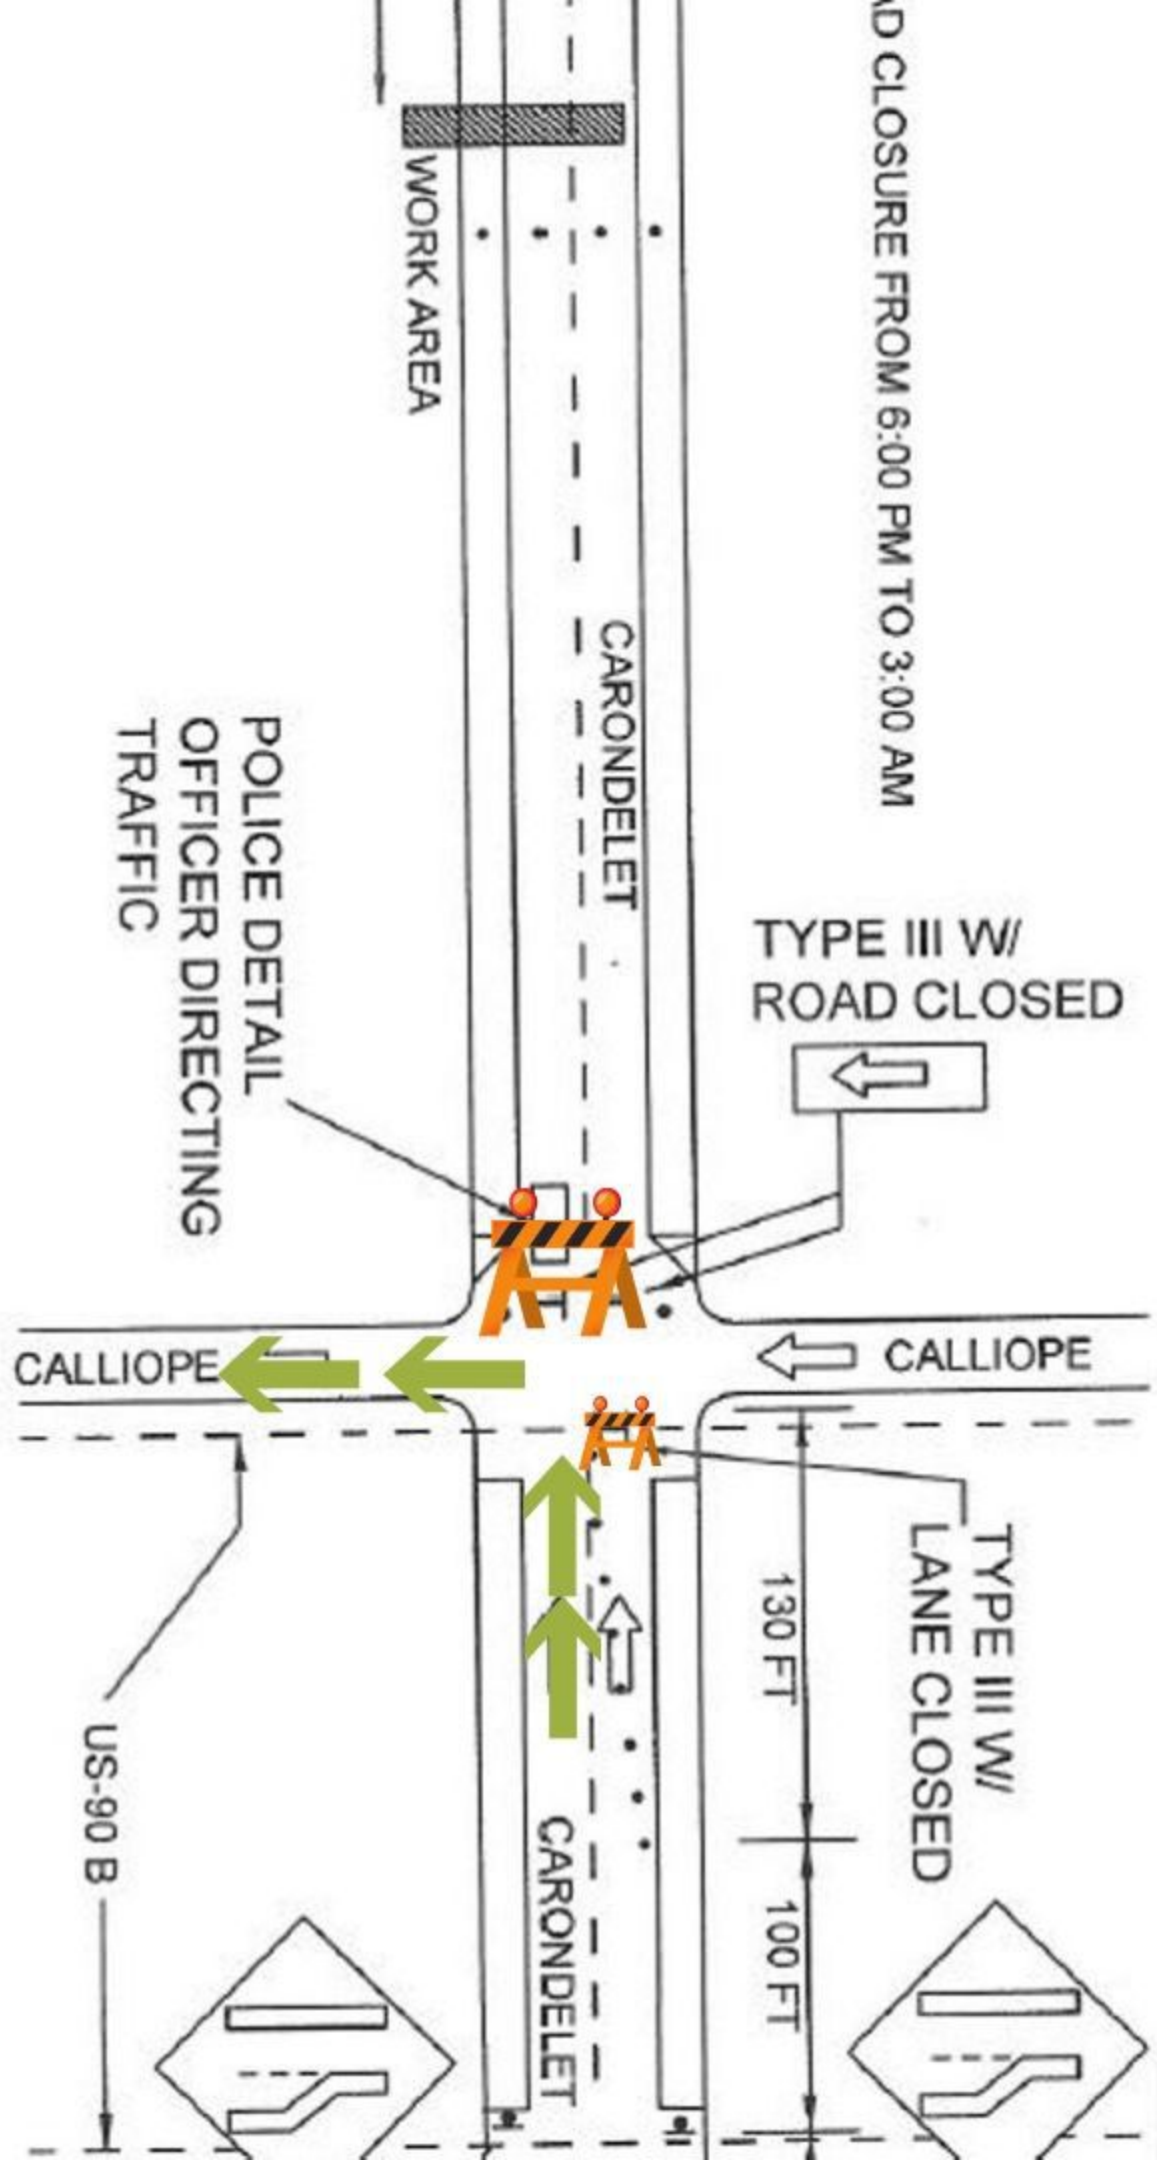 AD CLOSURE FROM 6:00 PM TO 3:00 AM
WORK AREA
CARONDELET
POLICE DETAIL
OFFICER DIRECTING
TRAFFIC
TYPE III W/
ROAD CLOSED
CALLIOPE
CALLIOPE
TYPE III W/
LANE CLOSED
130 FT
100 FT
US-90 B
CARONDELET